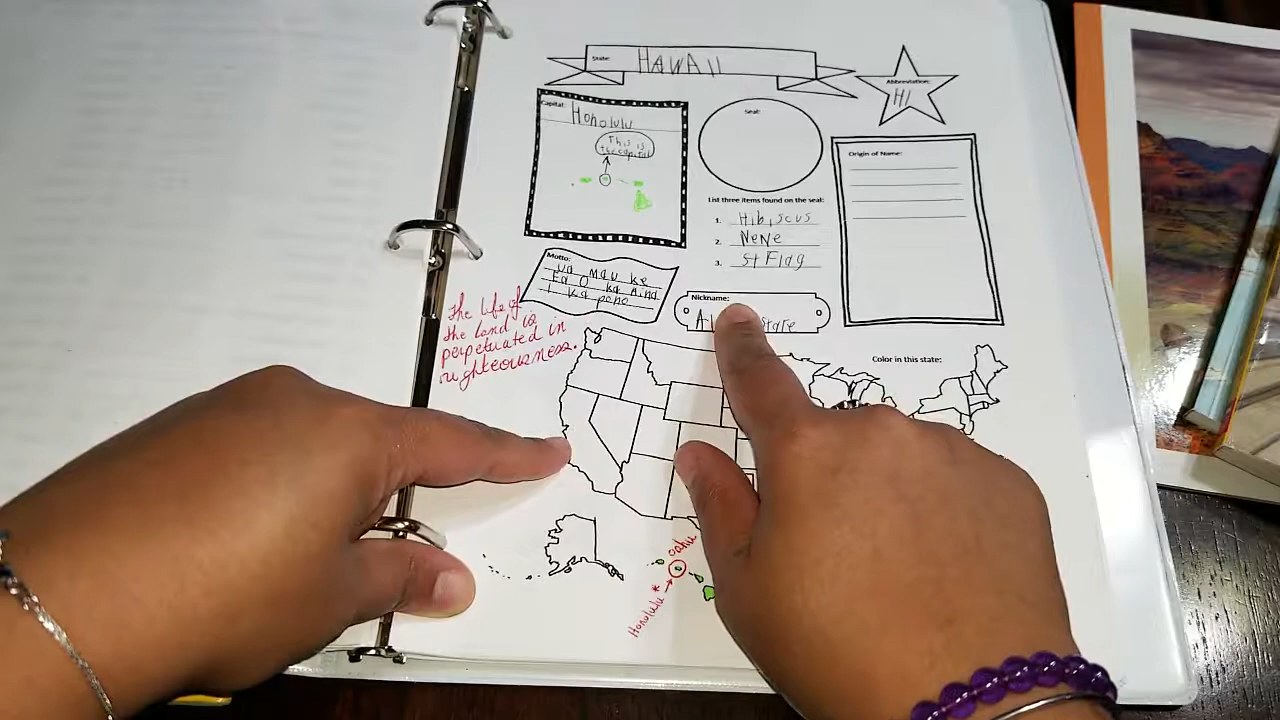 State: HAWAII
Abbreviation:
HI
Capital: Honolulu
This is
the capital
Seal:
Origin of Name:
List three items found on the seal:
1. Hibiscus
2. NeNe
3. St Flag
Motto:
Ua Mau ke
Ea O ka Aina
i ka pono
The life of
the land is
perpetuated in
righteousness.
Nickname:
State
Color in this state:
Oahu
Honolulu *